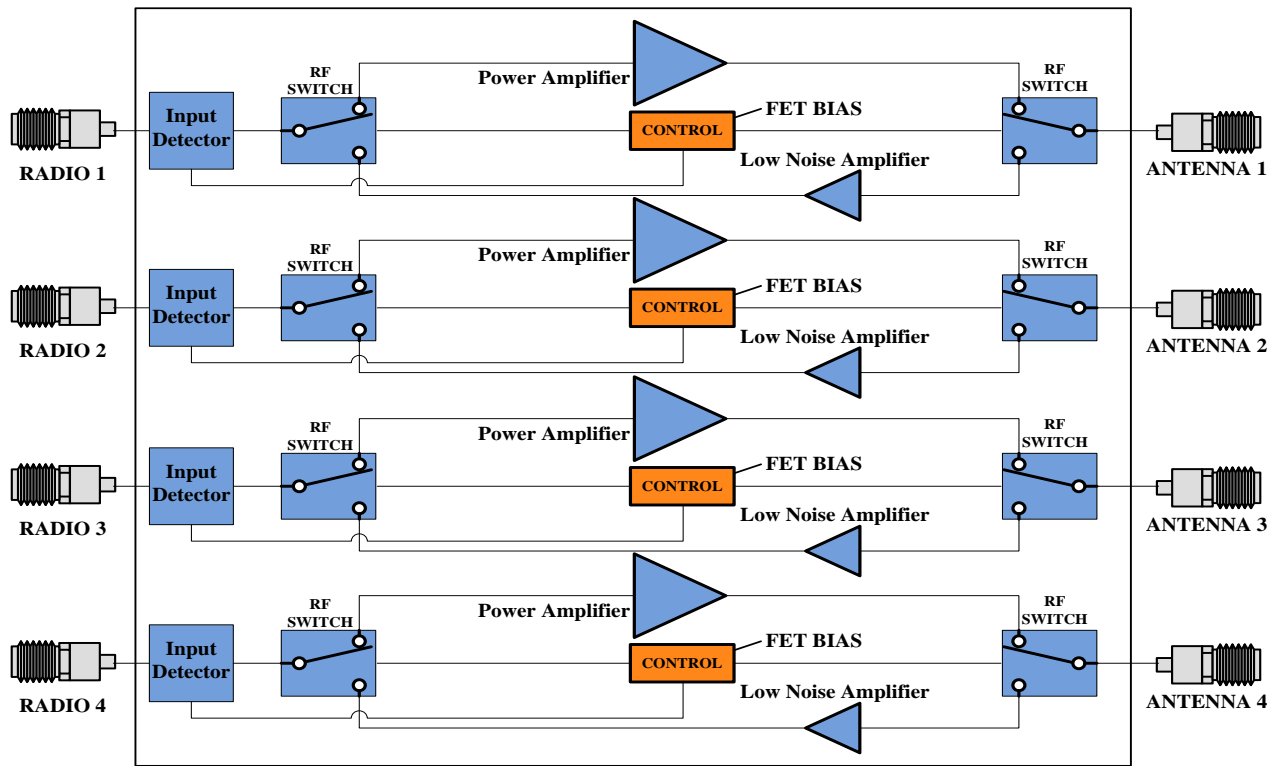 RF
SWITCH
Power Amplifier
RF
SWITCH
Input
Detector
FET BIAS
CONTROL
RADIO 1
Low Noise Amplifier
ANTENNA 1
RF
SWITCH
Power Amplifier
RF
SWITCH
Input
Detector
FET BIAS
CONTROL
RADIO 2
Low Noise Amplifier
ANTENNA 2
RF
SWITCH
Power Amplifier
RF
SWITCH
Input
Detector
FET BIAS
CONTROL
RADIO 3
Low Noise Amplifier
ANTENNA 3
RF
SWITCH
Power Amplifier
RF
SWITCH
Input
Detector
FET BIAS
CONTROL
RADIO 4
Low Noise Amplifier
ANTENNA 4